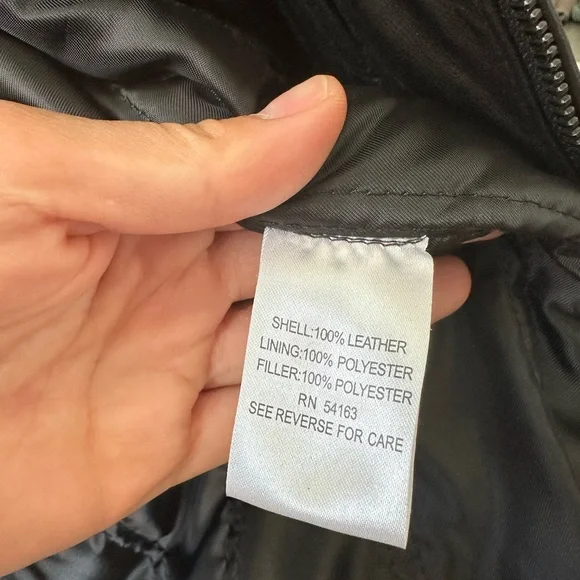 SHELL:100% LEATHER
LINING:100% POLYESTER
FILLER:100% POLYESTER
RN 54163
SEE REVERSE FOR CARE